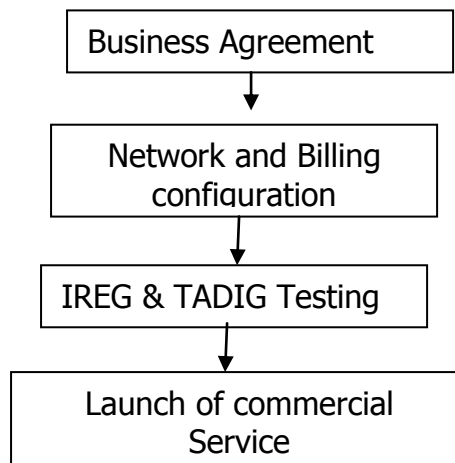 Business Agreement
Network and Billing
configuration
IREG & TADIG Testing
Launch of commercial
Service